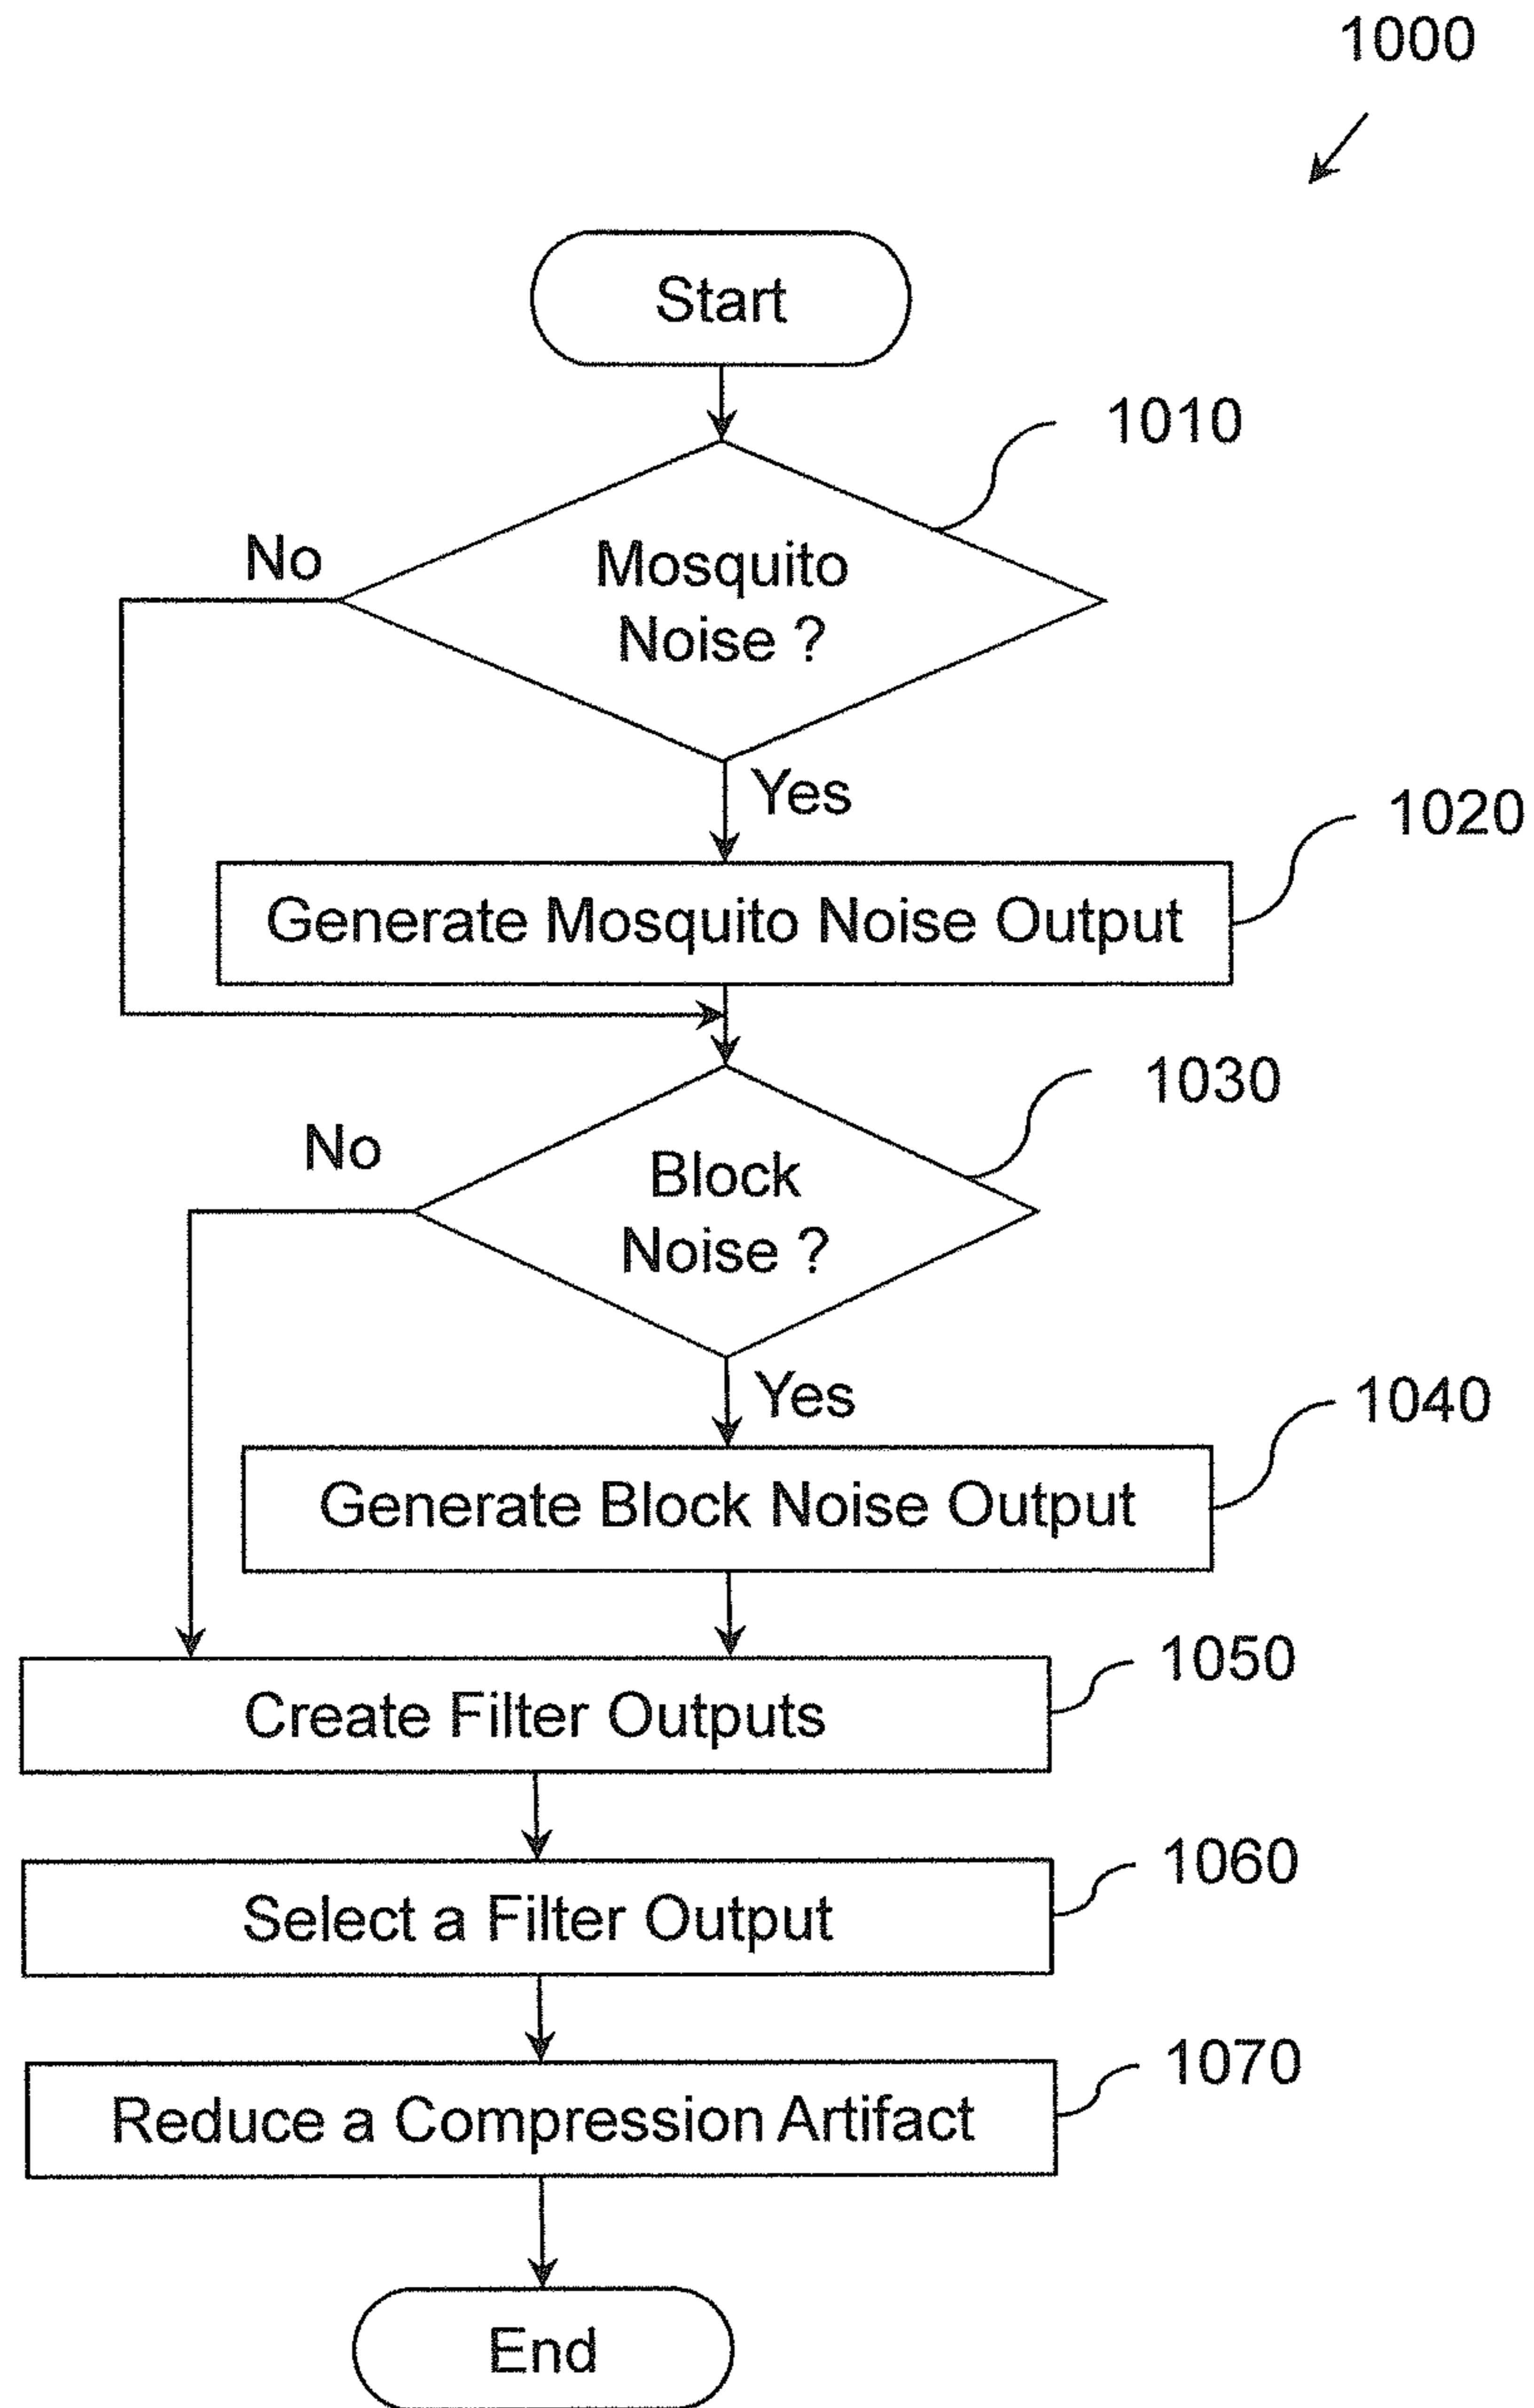 1000
Start
1010
No
Mosquito
Noise ?
Yes
1020
Generate Mosquito Noise Output
1030
No
Block
Noise ?
Yes
1040
Generate Block Noise Output
1050
Create Filter Outputs
1060
Select a Filter Output
1070
Reduce a Compression Artifact
End